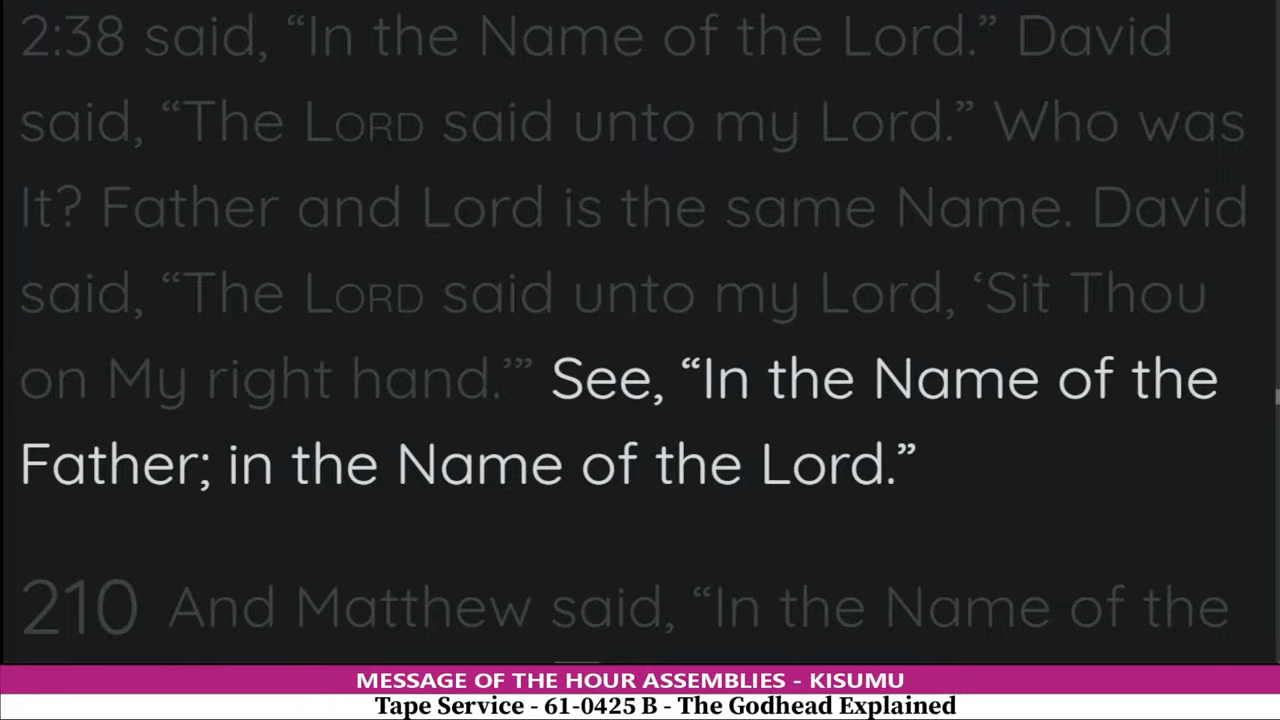 2:38 said, “In the Name of the Lord.” David
said, “The LORD said unto my Lord.” Who was
It? Father and Lord is the same Name. David
said, “The LORD said unto my Lord, ‘Sit Thou
on My right hand.’” See, “In the Name of the
Father; in the Name of the Lord.”
210 And Matthew said, “In the Name of the
MESSAGE OF THE HOUR ASSEMBLIES - KISUMU
Tape Service - 61-0425 B - The Godhead Explained